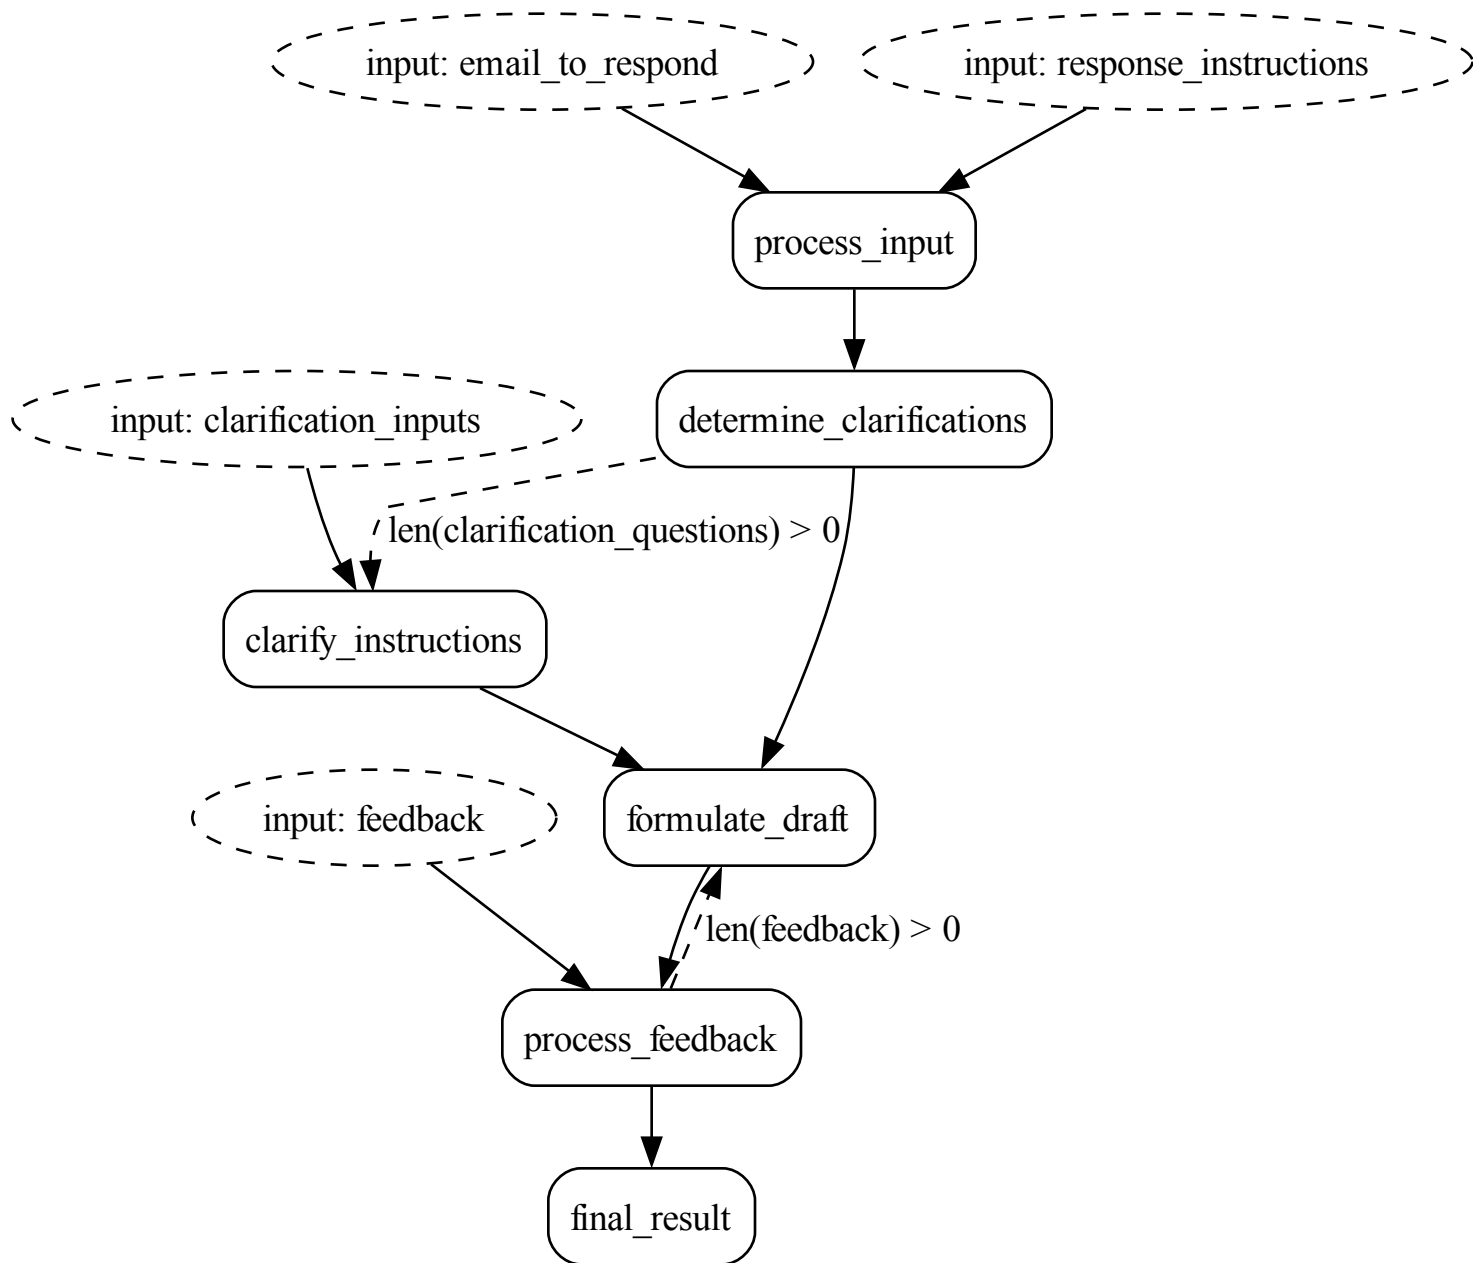 input: email_to_respond
input: response_instructions
process_input
input: clarification_inputs
determine_clarifications
len(clarification_questions) > 0
clarify_instructions
input: feedback
formulate_draft
len(feedback) > 0
process_feedback
final_result